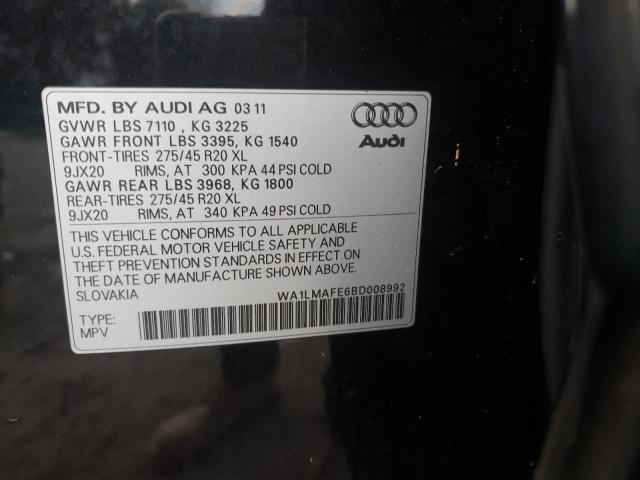 MFD. BY AUDI AG 03 11
GVWR LBS 7110 , KG 3225
GAWR FRONT LBS 3395, KG 1540
FRONT-TIRES 275/45 R20 XL
9JX20 RIMS, AT 300 KPA 44 PSI COLD
GAWR REAR LBS 3968, KG 1800
REAR-TIRES 275/45 R20 XL
9JX20 RIMS, AT 340 KPA 49 PSI COLD
Audi
THIS VEHICLE CONFORMS TO ALL APPLICABLE
U.S. FEDERAL MOTOR VEHICLE SAFETY AND
THEFT PREVENTION STANDARDS IN EFFECT ON
THE DATE OF MANUFACTURE SHOWN ABOVE.
SLOVAKIA WA1LMAFE6BD008992
TYPE:
MPV